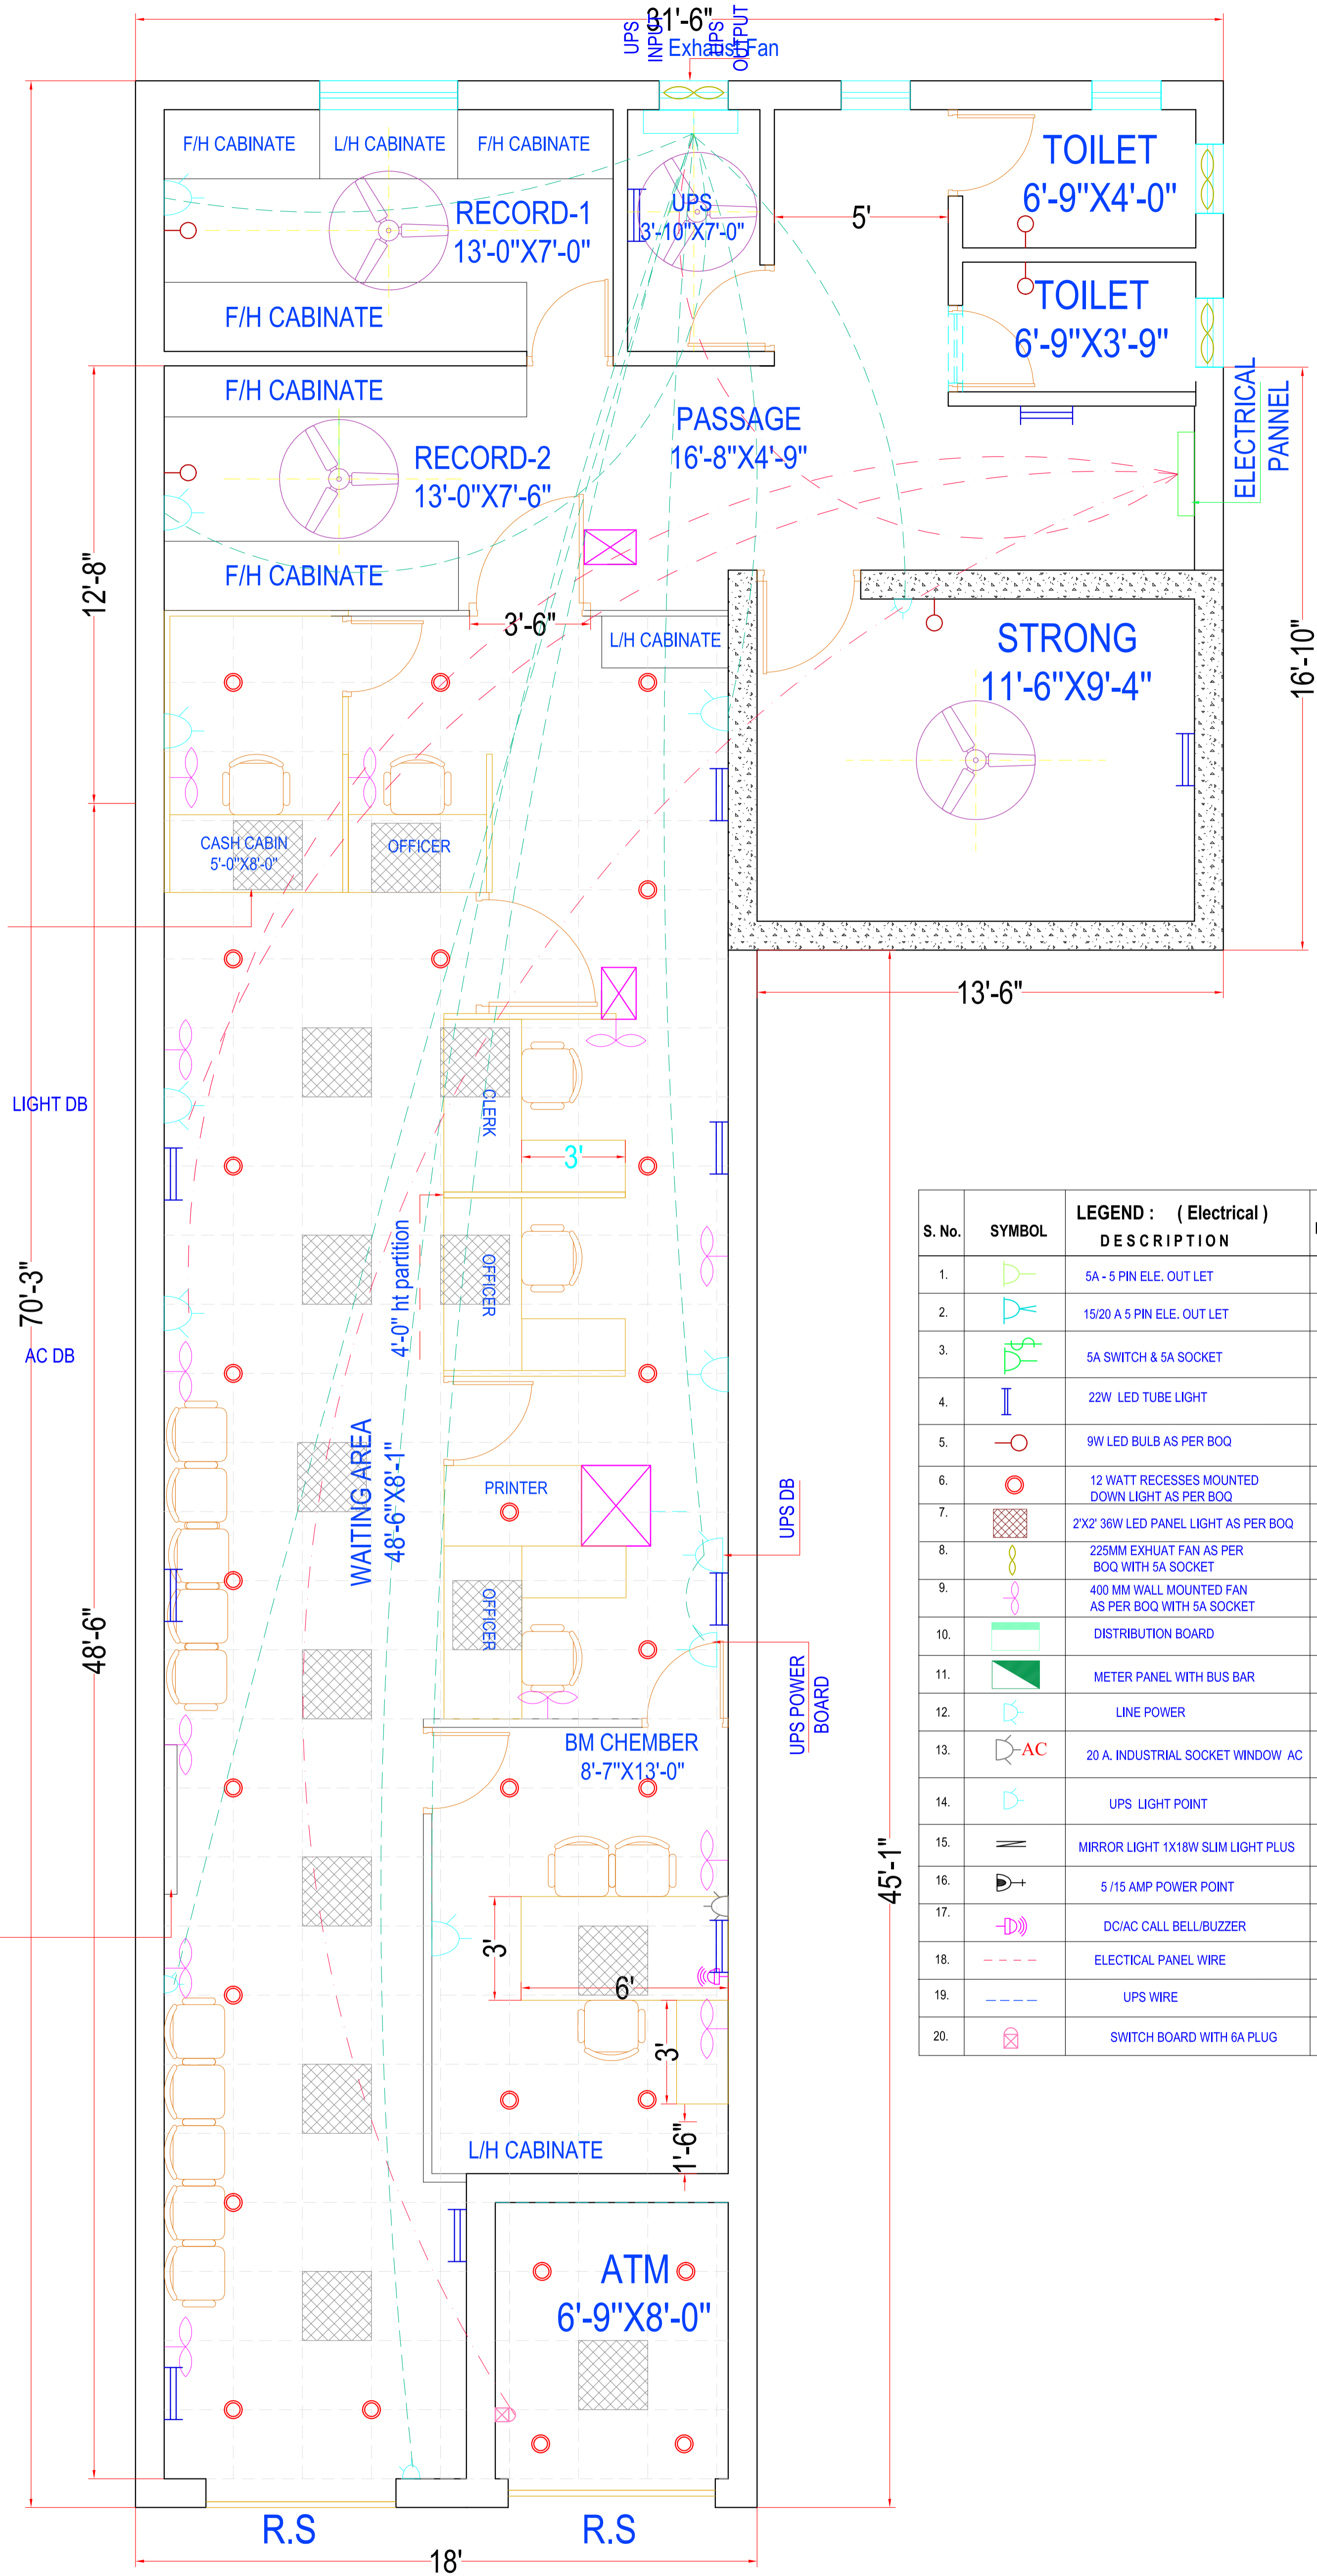 31'-6"
UPS
INPUT
UPS
OUTPUT
Exhaust Fan
F/H CABINATE
L/H CABINATE
F/H CABINATE
RECORD-1
13'-0"X7'-0"
UPS
3'-10"X7'-0"
5'
TOILET
6'-9"X4'-0"
TOILET
6'-9"X3'-9"
F/H CABINATE
F/H CABINATE
PASSAGE
16'-8"X4'-9"
ELECTRICAL
PANNEL
RECORD-2
13'-0"X7'-6"
F/H CABINATE
12'-8"
3'-6"
L/H CABINATE
STRONG
11'-6"X9'-4"
16'-10"
CASH CABIN
5'-0"X8'-0"
OFFICER
13'-6"
LIGHT DB
CLERK
3'
4'-0" ht partition
OFFICER
70'-3"
AC DB
WAITING AREA
48'-6"X8'-1"
PRINTER
UPS DB
OFFICER
48'-6"
UPS POWER
BOARD
BM CHEMBER
8'-7"X13'-0"
45'-1"
3'
6'
3'
1'-6"
L/H CABINATE
ATM
6'-9"X8'-0"
R.S
R.S
18'
S. No.
SYMBOL
LEGEND : ( Electrical )
DESCRIPTION
1. 5A - 5 PIN ELE. OUT LET
2. 15/20 A 5 PIN ELE. OUT LET
3. 5A SWITCH & 5A SOCKET
4. 22W LED TUBE LIGHT
5. 9W LED BULB AS PER BOQ
6. 12 WATT RECESSES MOUNTED
DOWN LIGHT AS PER BOQ
7. 2'X2' 36W LED PANEL LIGHT AS PER BOQ
8. 225MM EXHUAT FAN AS PER
BOQ WITH 5A SOCKET
9. 400 MM WALL MOUNTED FAN
AS PER BOQ WITH 5A SOCKET
10. DISTRIBUTION BOARD
11. METER PANEL WITH BUS BAR
12. LINE POWER
13. AC 20 A. INDUSTRIAL SOCKET WINDOW AC
14. UPS LIGHT POINT
15. MIRROR LIGHT 1X18W SLIM LIGHT PLUS
16. 5 /15 AMP POWER POINT
17. DC/AC CALL BELL/BUZZER
18. ELECTICAL PANEL WIRE
19. UPS WIRE
20. SWITCH BOARD WITH 6A PLUG